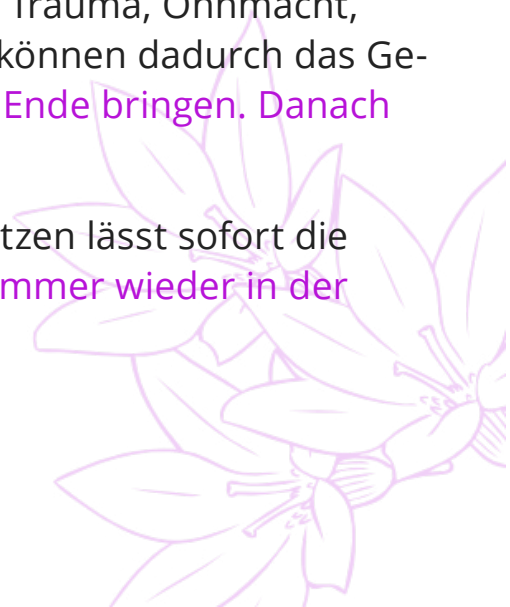 Trauma, Ohnmacht,
können dadurch das Ge-
Ende bringen. Danach
tzen lässt sofort die
mmer wieder in der